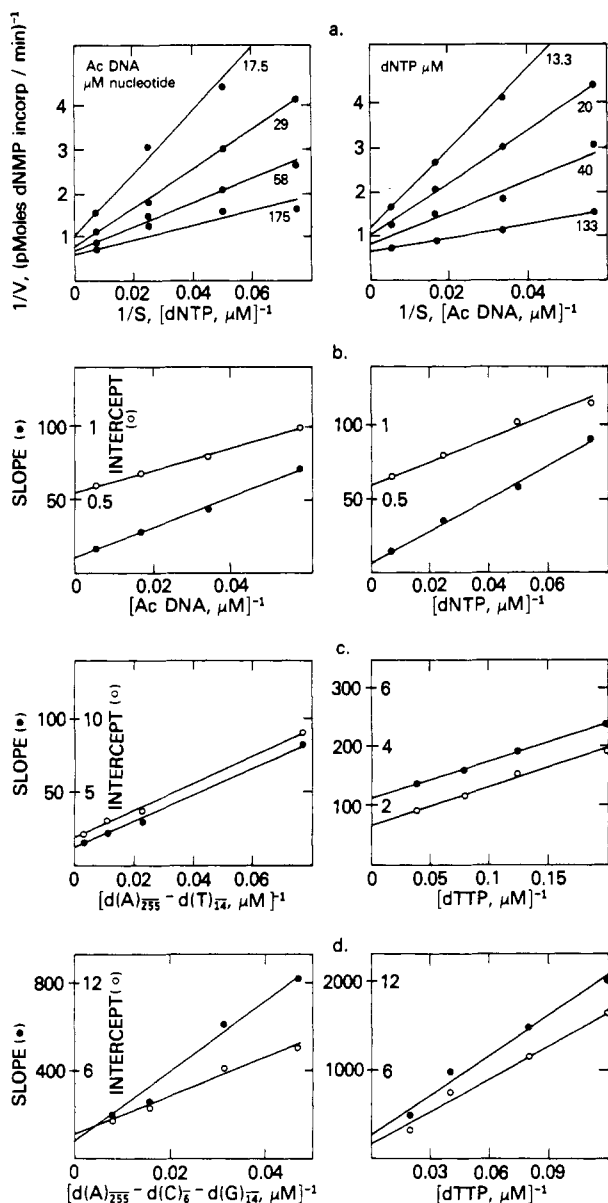 a.
1/V, (pMoles dNMP incorp / min)⁻¹
Ac DNA
μM nucleotide
17.5
29
58
175
4
3
2
1
0 0.02 0.04 0.06
1/S, [dNTP, μM]⁻¹
dNTP μM
13.3
20
40
133
4
3
2
1
0 0.02 0.04
1/S, [Ac DNA, μM]⁻¹
b.
SLOPE (●)
INTERCEPT (○)
100
50
1
0.5
0 0.02 0.04
[Ac DNA, μM]⁻¹
100
50
1
0.5
0 0.02 0.04 0.06
[dNTP, μM]⁻¹
c.
SLOPE (●)
INTERCEPT (○)
100
50
10
5
0 0.02 0.04 0.06
[d(A)255 – d(T)14, μM]⁻¹
300
200
100
6
4
2
0 0.05 0.1 0.15
[dTTP, μM]⁻¹
d.
SLOPE (●)
INTERCEPT (○)
800
400
12
6
0 0.02 0.04
[d(A)255 – d(C)6 – d(G)14, μM]⁻¹
2000
1000
12
6
0.03 0.06 0.09
[dTTP, μM]⁻¹